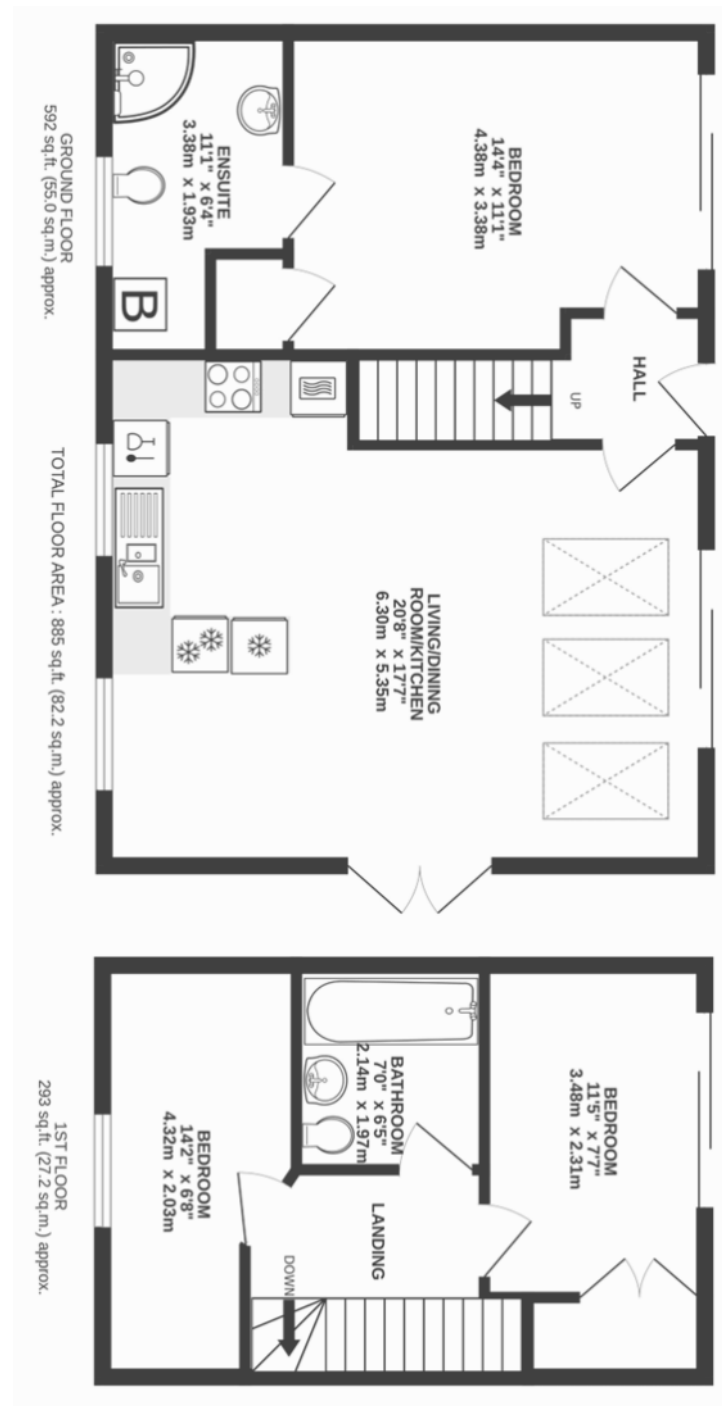 GROUND FLOOR
592 sq.ft. (55.0 sq.m.) approx.
ENSUITE
11'1" x 6'4"
3.38m x 1.93m
B
BEDROOM
14'4" x 11'1"
4.38m x 3.38m
HALL
UP
LIVING/DINING
ROOM/KITCHEN
20'8" x 17'7"
6.30m x 5.35m
1ST FLOOR
293 sq.ft. (27.2 sq.m.) approx.
BEDROOM
11'5" x 7'7"
3.48m x 2.31m
BATHROOM
7'0" x 6'5"
2.14m x 1.97m
LANDING
DOWN
BEDROOM
14'2" x 6'8"
4.32m x 2.03m
TOTAL FLOOR AREA : 885 sq.ft. (82.2 sq.m.) approx.